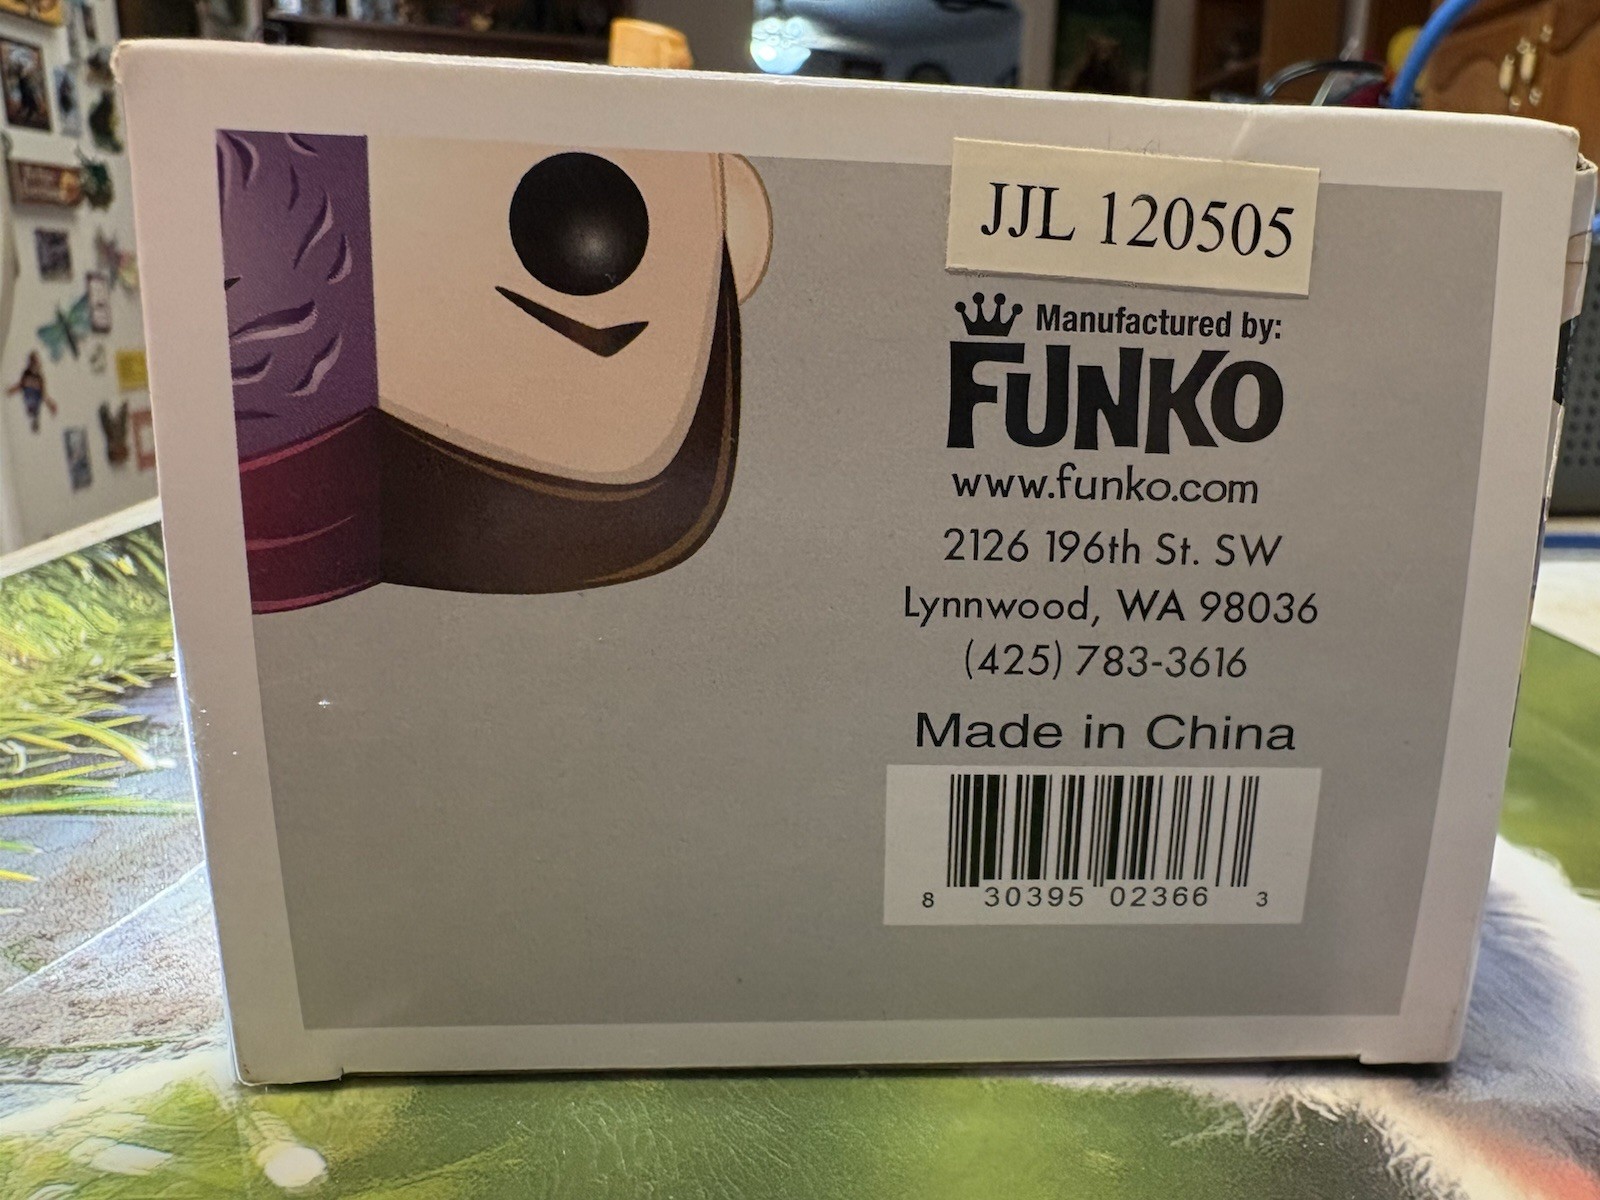 JJL 120505
Manufactured by:
FUNKO
www.funko.com
2126 196th St. SW
Lynnwood, WA 98036
(425) 783-3616
Made in China
8 30395 02366 3